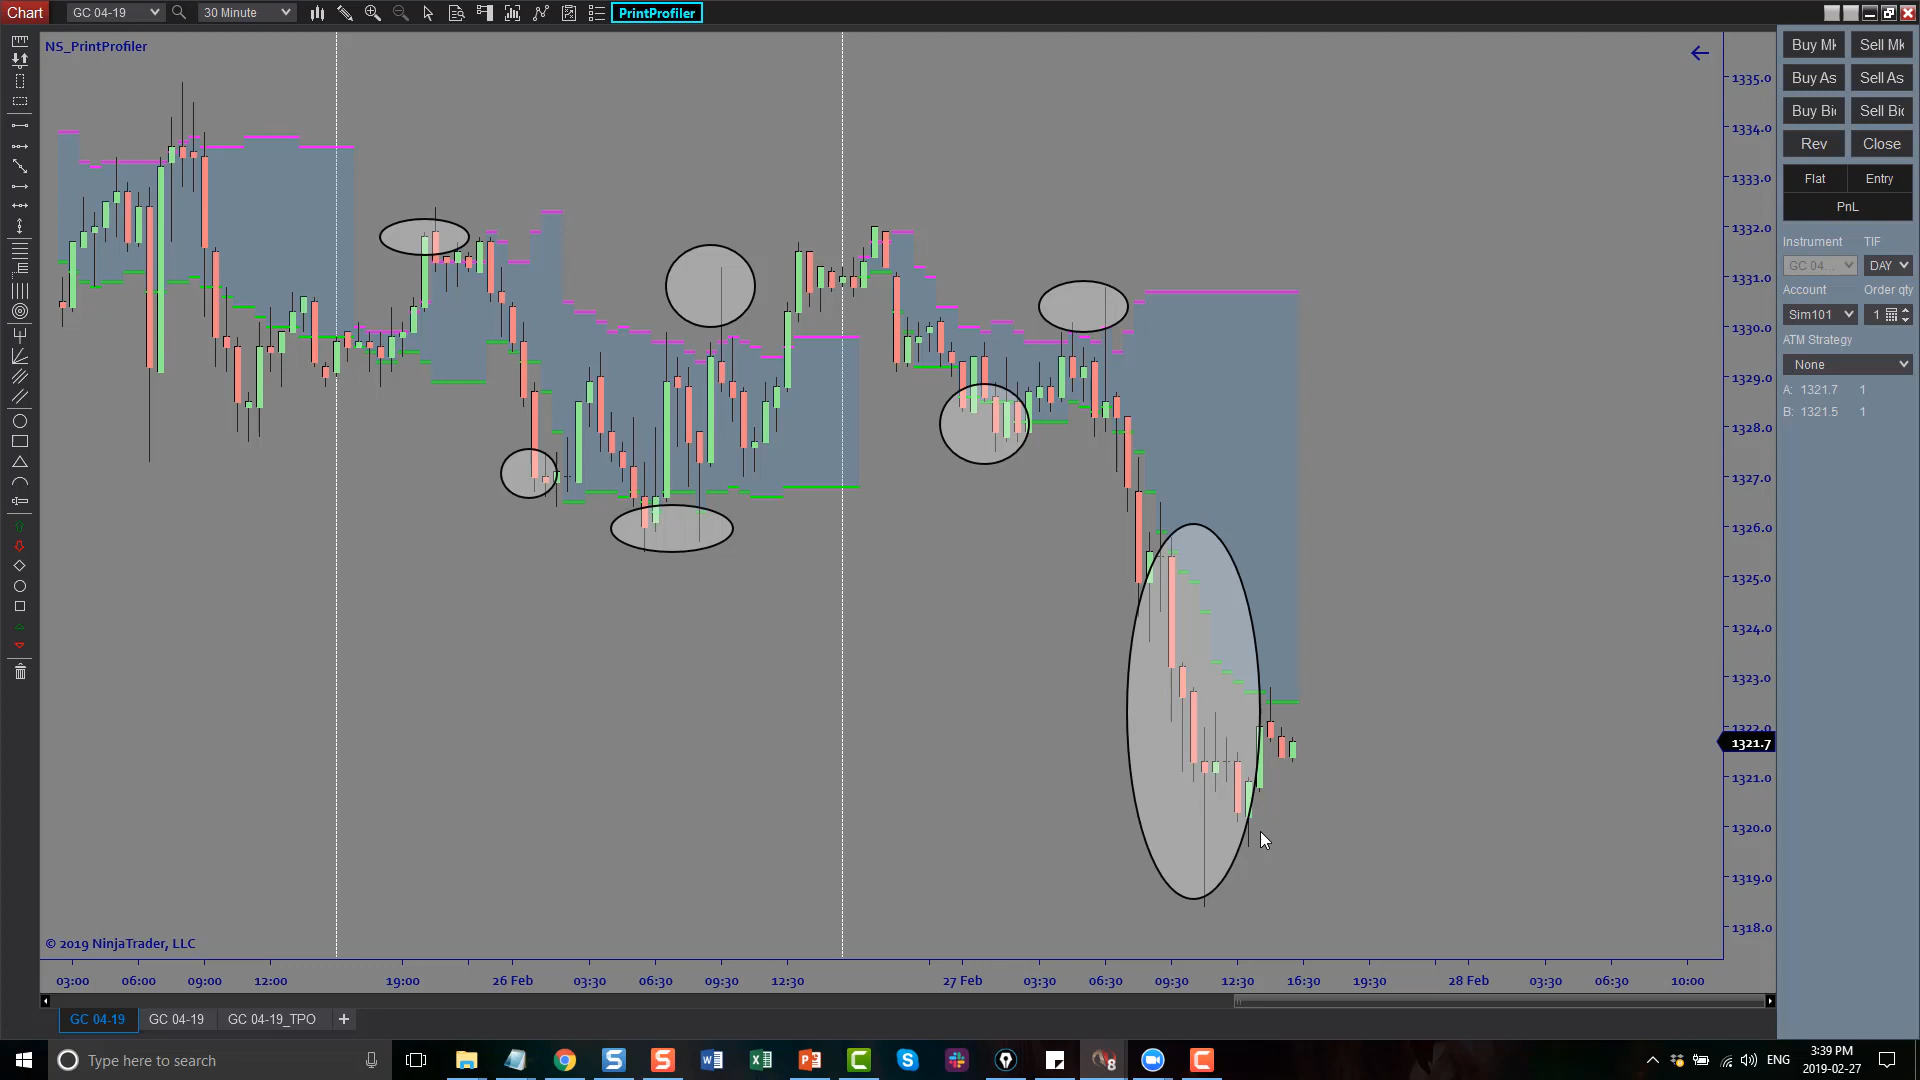 Chart
GC 04-19
30 Minute
PrintProfiler
NS_PrintProfiler
1335.0
1334.0
1333.0
1332.0
1331.0
1330.0
1329.0
1328.0
1327.0
1326.0
1325.0
1324.0
1323.0
1322.0
1321.7
1321.0
1320.0
1319.0
1318.0
Buy Mk
Sell Mk
Buy As
Sell As
Buy Bid
Sell Bid
Rev
Close
Flat
Entry
PnL
Instrument
TIF
GC 04...
DAY
Account
Order qty
Sim101
1
ATM Strategy
None
A: 1321.7 1
B: 1321.5 1
© 2019 NinjaTrader, LLC
03:00 06:00 09:00 12:00 19:00 26 Feb 03:30 06:30 09:30 12:30 27 Feb 03:30 06:30 09:30 12:30 16:30 19:30 28 Feb 03:30 06:30 10:00
GC 04-19
GC 04-19
GC 04-19_TPO
+
Type here to search
ENG
3:39 PM
2019-02-27